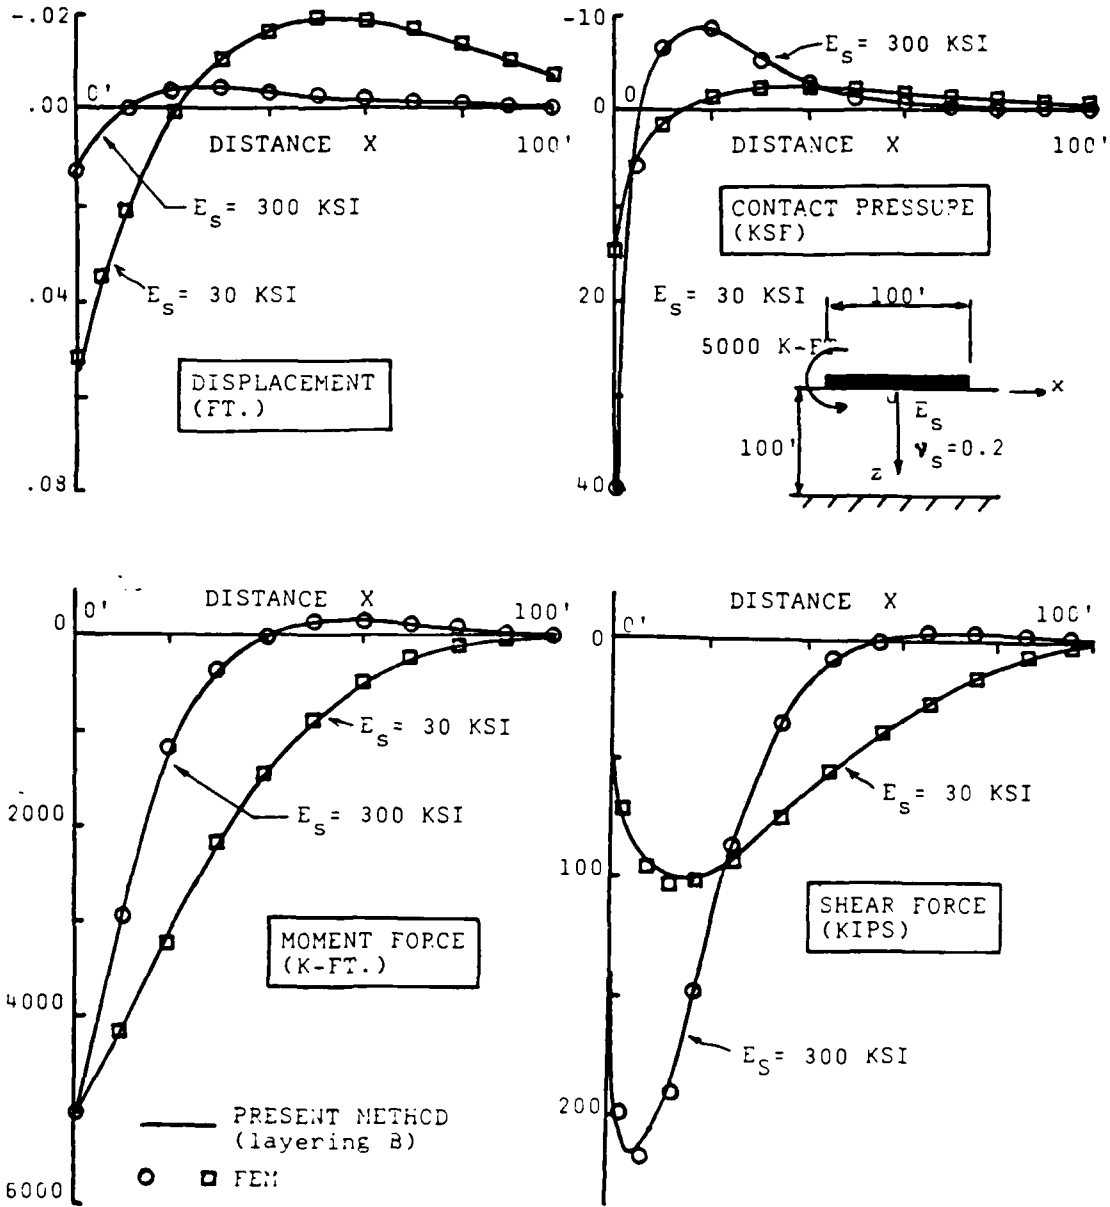 -.02
.00
0'
DISTANCE X
100'
E_s = 300 KSI
E_s = 30 KSI
.04
DISPLACEMENT
(FT.)
.08
-10
0
0'
E_s = 300 KSI
DISTANCE X
100'
CONTACT PRESSURE
(KSF)
20
E_s = 30 KSI
100'
5000 K-FT
x
E_s
100'
ν_s=0.2
z
40
0
0'
DISTANCE X
100'
E_s = 30 KSI
2000
E_s = 300 KSI
MOMENT FORCE
(K-FT.)
4000
PRESENT METHOD
(layering B)
FEM
6000
0
0'
DISTANCE X
100'
E_s = 30 KSI
100
SHEAR FORCE
(KIPS)
E_s = 300 KSI
200